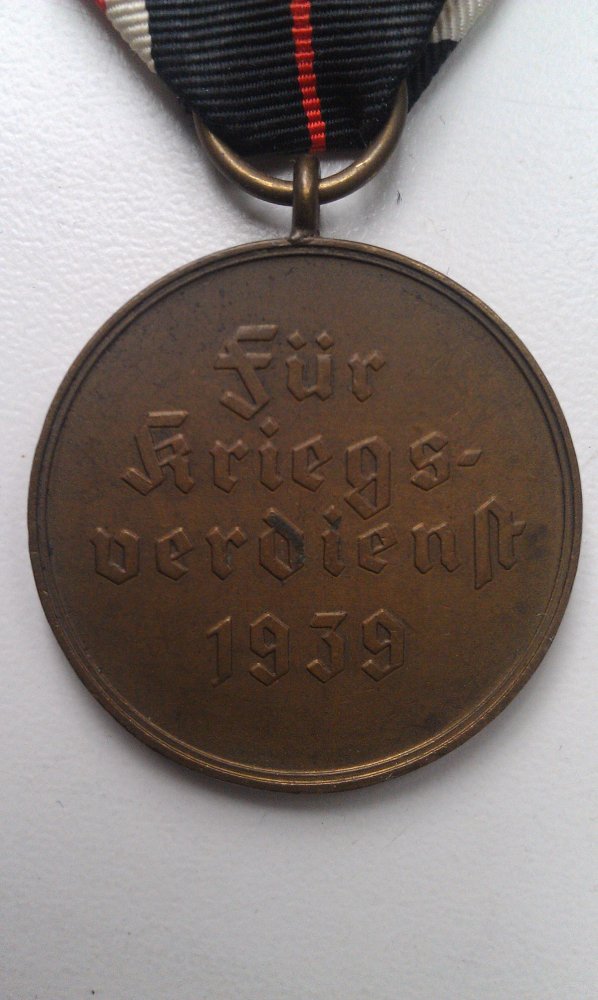 Für
Kriegs-
verdienst
1939